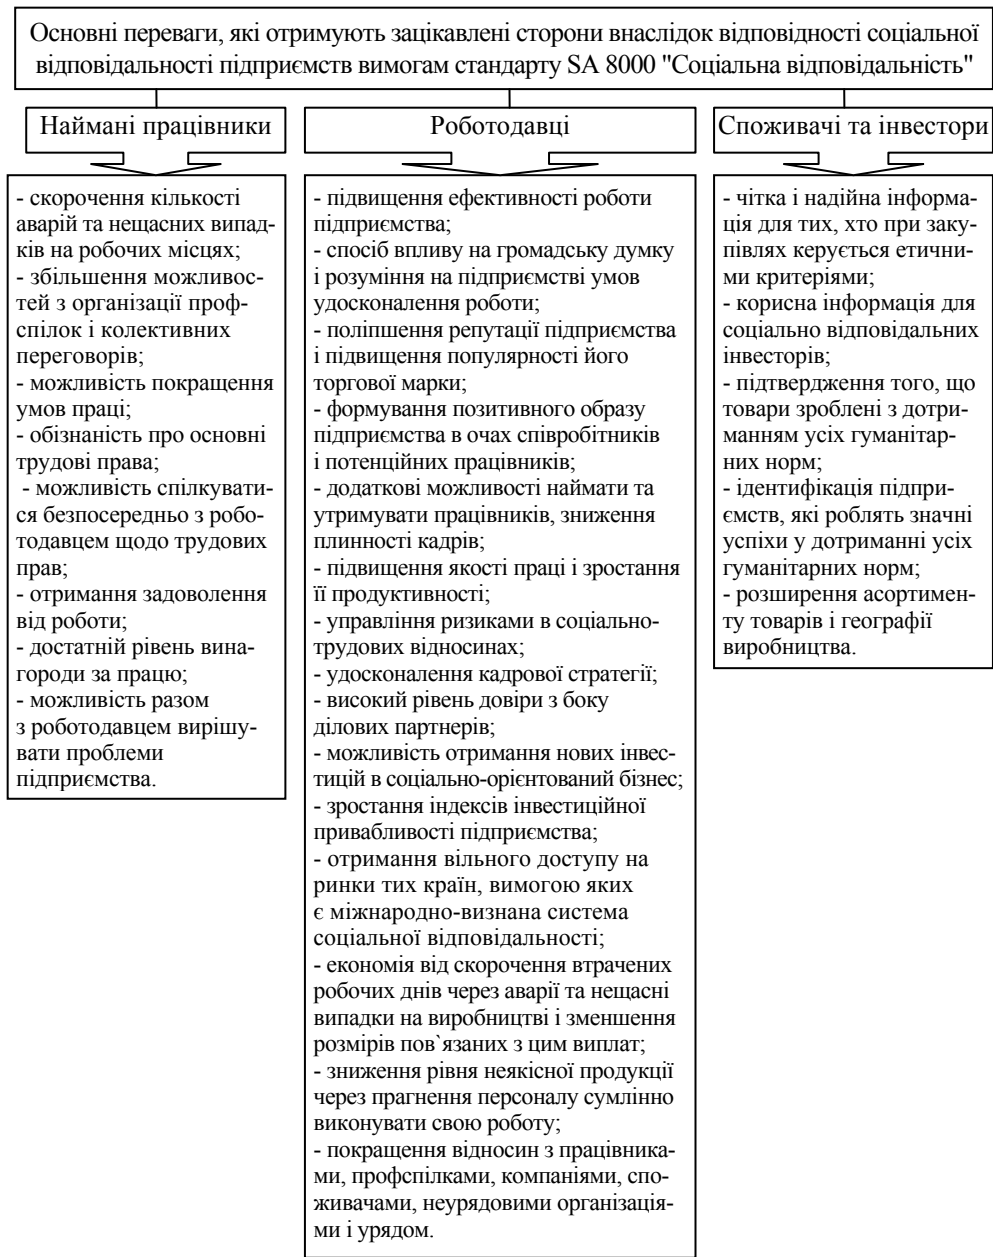 Основні переваги, які отримують зацікавлені сторони внаслідок відповідності соціальної
відповідальності підприємств вимогам стандарту SA 8000 "Соціальна відповідальність"
Наймані працівники
- скорочення кількості
аварій та нещасних випад-
ків на робочих місцях;
- збільшення можливос-
тей з організації проф-
спілок і колективних
переговорів;
- можливість покращення
умов праці;
- обізнаність про основні
трудові права;
- можливість спілкувати-
ся безпосередньо з робо-
тодавцем щодо трудових
прав;
- отримання задоволення
від роботи;
- достатній рівень вина-
городи за працю;
- можливість разом
з роботодавцем вирішу-
вати проблеми
підприємства.
Роботодавці
- підвищення ефективності роботи
підприємства;
- спосіб впливу на громадську думку
і розуміння на підприємстві умов
удосконалення роботи;
- поліпшення репутації підприємства
і підвищення популярності його
торгової марки;
- формування позитивного образу
підприємства в очах співробітників
і потенційних працівників;
- додаткові можливості наймати та
утримувати працівників, зниження
плинності кадрів;
- підвищення якості праці і зростання
її продуктивності;
- управління ризиками в соціально-
трудових відносинах;
- удосконалення кадрової стратегії;
- високий рівень довіри з боку
ділових партнерів;
- можливість отримання нових інвес-
тицій в соціально-орієнтований бізнес;
- зростання індексів інвестиційної
привабливості підприємства;
- отримання вільного доступу на
ринки тих країн, вимогою яких
є міжнародно-визнана система
соціальної відповідальності;
- економія від скорочення втрачених
робочих днів через аварії та нещасні
випадки на виробництві і зменшення
розмірів пов`язаних з цим виплат;
- зниження рівня неякісної продукції
через прагнення персоналу сумлінно
виконувати свою роботу;
- покращення відносин з працівника-
ми, профспілками, компаніями, спо-
живачами, неурядовими організація-
ми і урядом.
Споживачі та інвестори
- чітка і надійна інформа-
ція для тих, хто при заку-
півлях керується етични-
ми критеріями;
- корисна інформація для
соціально відповідальних
інвесторів;
- підтвердження того, що
товари зроблені з дотри-
манням усіх гуманітар-
них норм;
- ідентифікація підпри-
ємств, які роблять значні
успіхи у дотриманні усіх
гуманітарних норм;
- розширення асортимен-
ту товарів і географії
виробництва.